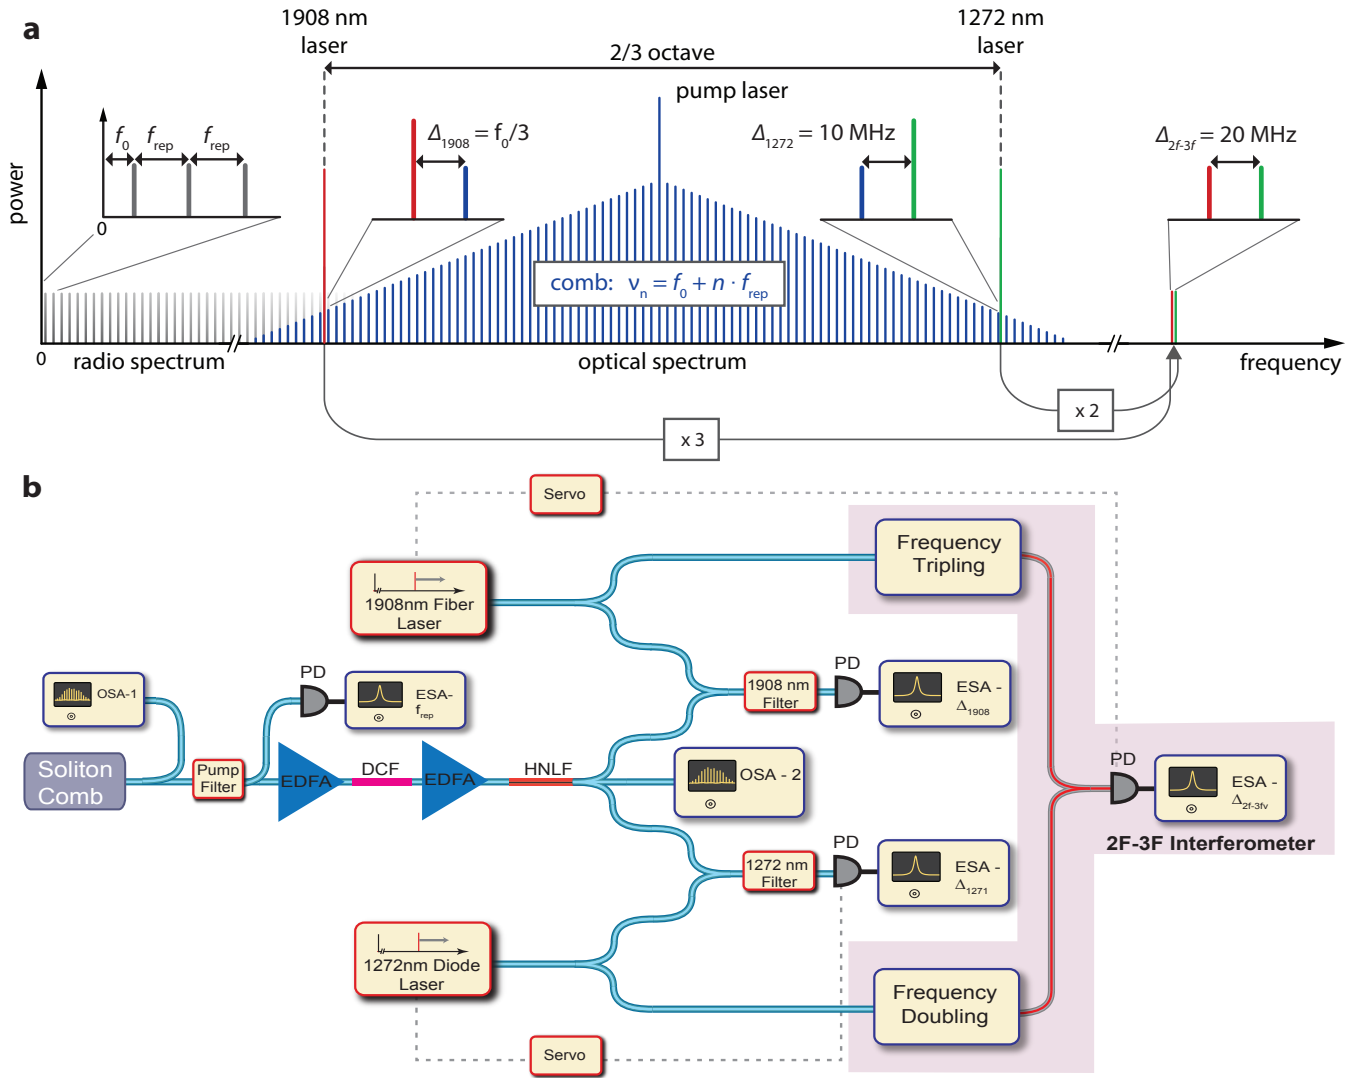 a
1908 nm
laser
1272 nm
laser
2/3 octave
pump laser
power
f0
frep
frep
0
Δ1908 = f0/3
Δ1272 = 10 MHz
Δ2f-3f = 20 MHz
comb: νn = f0 + n · frep
0
radio spectrum
optical spectrum
frequency
x 2
x 3
b
Servo
Frequency
Tripling
1908nm Fiber
Laser
PD
PD
OSA-1
ESA-
frep
1908 nm
Filter
ESA -
Δ1908
Soliton
Comb
Pump
Filter
EDFA
DCF
EDFA
HNLF
OSA - 2
PD
ESA -
Δ2f-3fv
2F-3F Interferometer
PD
1272 nm
Filter
ESA -
Δ1271
1272nm Diode
Laser
Frequency
Doubling
Servo